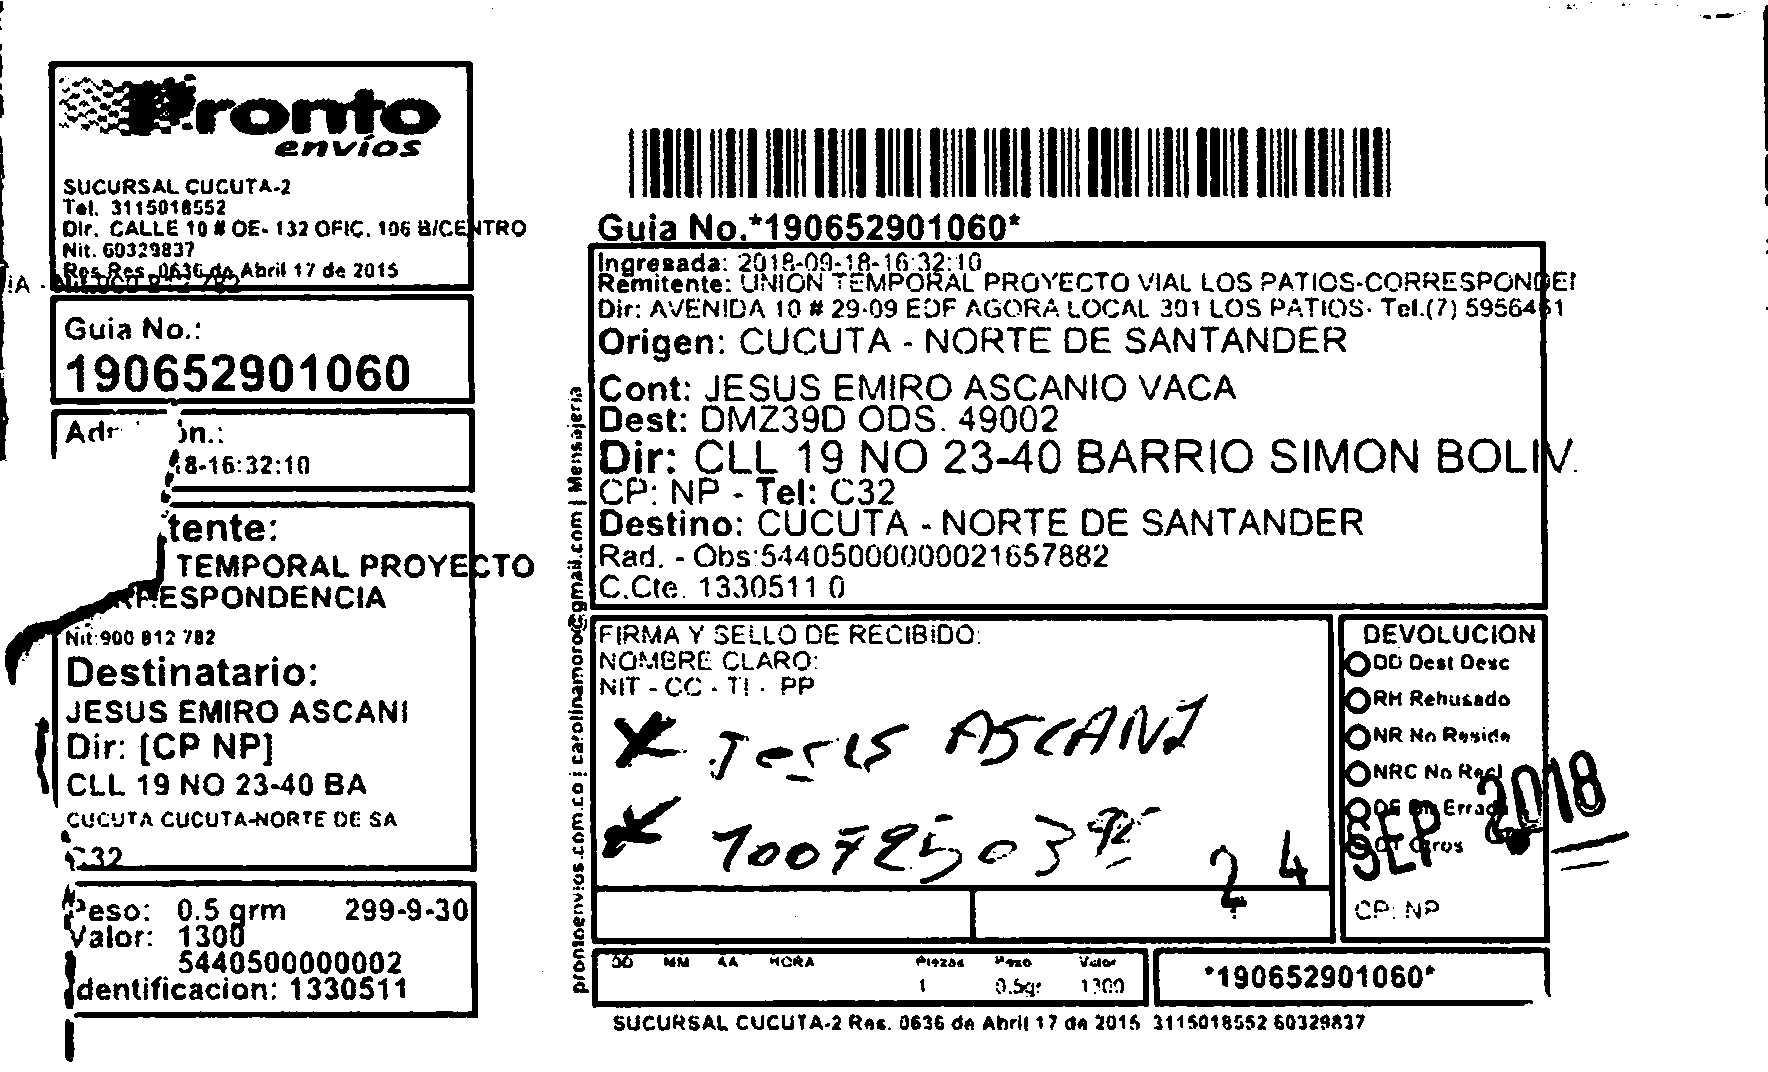 Pronto
envíos
SUCURSAL CUCUTA-2
Tel. 3115018552
Dir. CALLE 10 # OE- 132 OFIC. 106 B/CENTRO
Nit. 60329837
Res Res. 0636 de Abril 17 de 2015
Guia No.:
190652901060
18-16:32:10
TEMPORAL PROYECTO
RRESPONDENCIA
Nit:900 812 782
Destinatario:
JESUS EMIRO ASCANI
Dir: [CP NP]
CLL 19 NO 23-40 BA
CUCUTA CUCUTA-NORTE DE SA
C32
Peso: 0.5 grm 299-9-30
Valor: 1300
5440500000002
Identificacion: 1330511
prontoenvios.com.co | carolinamoro@gmail.com | Mensajeria
Guia No.*190652901060*
Ingresada: 2018-09-18-16:32:10
Remitente: UNION TEMPORAL PROYECTO VIAL LOS PATIOS-CORRESPONDE
Dir: AVENIDA 10 # 29-09 EDF AGORA LOCAL 301 LOS PATIOS- Tel.(7) 5956461
Origen: CUCUTA - NORTE DE SANTANDER
Cont: JESUS EMIRO ASCANIO VACA
Dest: DMZ39D ODS. 49002
Dir: CLL 19 NO 23-40 BARRIO SIMON BOLIV.
CP: NP - Tel: C32
Destino: CUCUTA - NORTE DE SANTANDER
Rad. - Obs:54405000000021657882
C.Cte. 1330511 0
FIRMA Y SELLO DE RECIBIDO:
NOMBRE CLARO:
NIT - CC - TI - PP
Jesus ASCANI
24 SEP 2018
DEVOLUCION
DD Dest Desc
RH Rehusado
NR No Reside
NRC No Recl
DE Errad
OT Otros
CP: NP
DD MM AA HORA Piezas Peso Valor
1 0.5gr 1300
*190652901060*
SUCURSAL CUCUTA-2 Res. 0636 de Abril 17 de 2015 3115018552 60329837